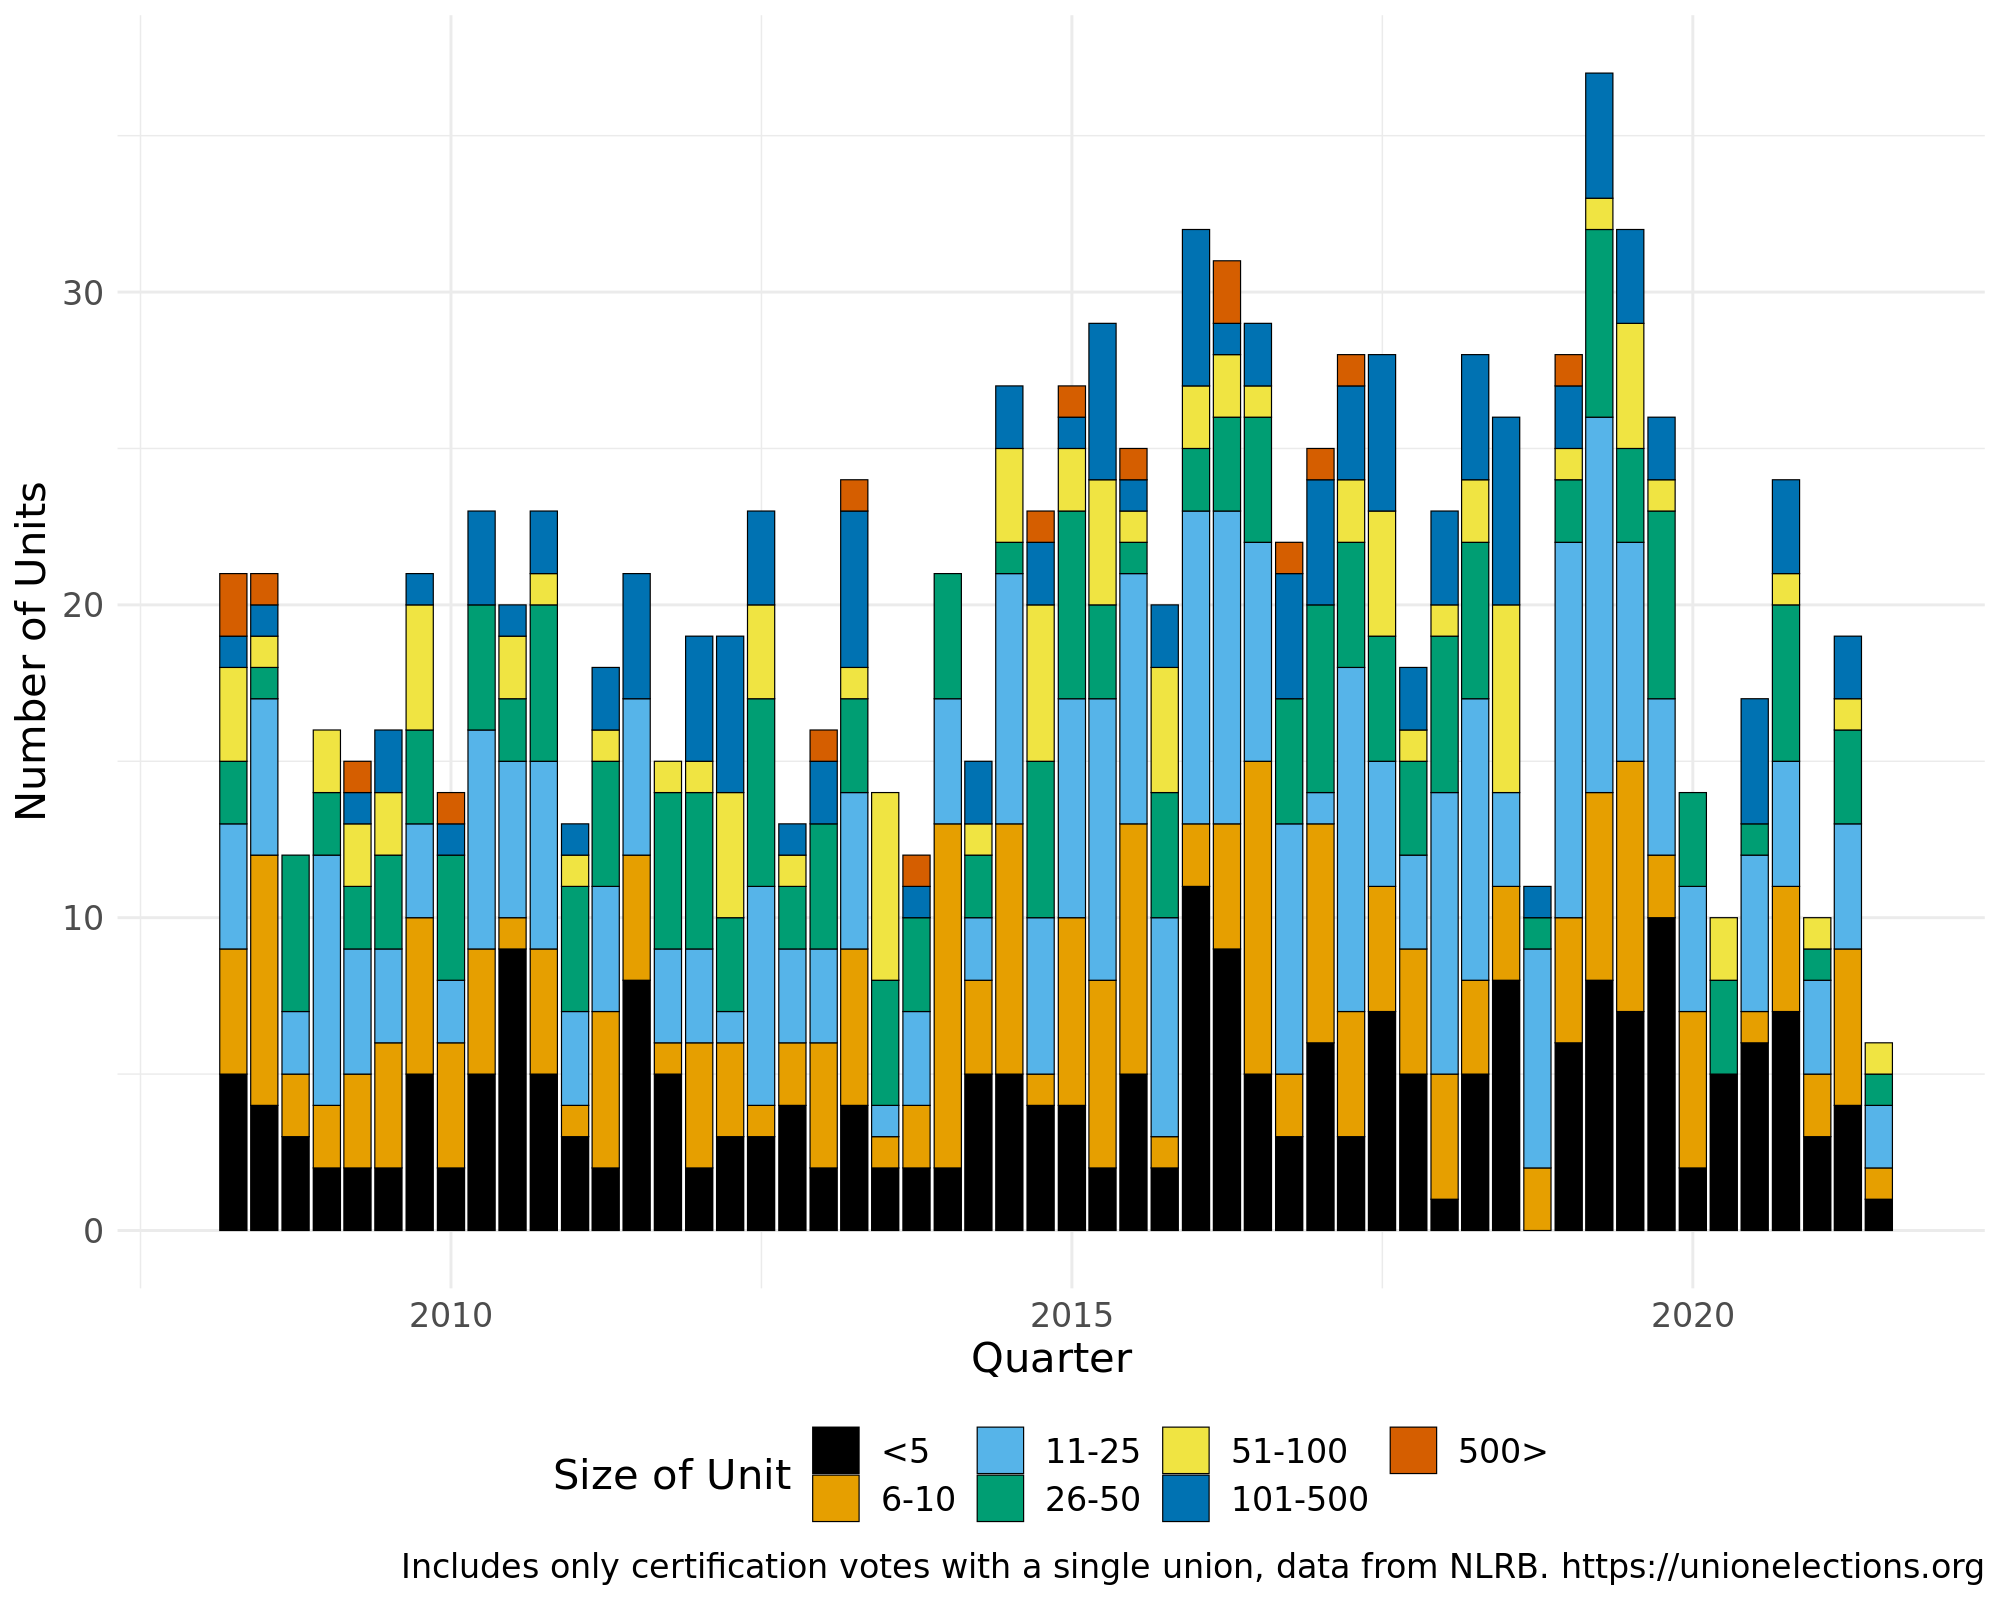 30
20
10
0
Number of Units
2010 2015 2020
Quarter
Size of Unit
<5 11-25 51-100 500>
6-10 26-50 101-500
Includes only certification votes with a single union, data from NLRB. https://unionelections.org